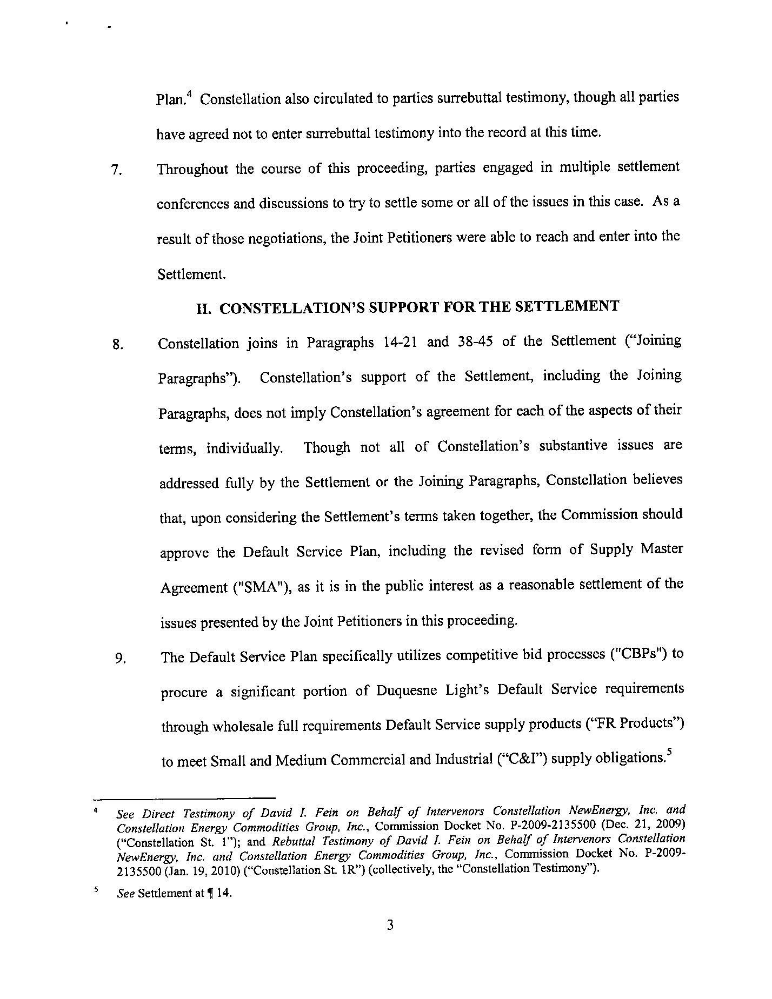 Plan.4 Constellation also circulated to parties surrebuttal testimony, though all parties
have agreed not to enter surrebuttal testimony into the record at this time.
7. Throughout the course of this proceeding, parties engaged in multiple settlement
conferences and discussions to try to settle some or all of the issues in this case. As a
result of those negotiations, the Joint Petitioners were able to reach and enter into the
Settlement.
II. CONSTELLATION'S SUPPORT FOR THE SETTLEMENT
8. Constellation joins in Paragraphs 14-21 and 38-45 of the Settlement (“Joining
Paragraphs”). Constellation's support of the Settlement, including the Joining
Paragraphs, does not imply Constellation's agreement for each of the aspects of their
terms, individually. Though not all of Constellation's substantive issues are
addressed fully by the Settlement or the Joining Paragraphs, Constellation believes
that, upon considering the Settlement's terms taken together, the Commission should
approve the Default Service Plan, including the revised form of Supply Master
Agreement ("SMA"), as it is in the public interest as a reasonable settlement of the
issues presented by the Joint Petitioners in this proceeding.
9. The Default Service Plan specifically utilizes competitive bid processes ("CBPs") to
procure a significant portion of Duquesne Light's Default Service requirements
through wholesale full requirements Default Service supply products (“FR Products”)
to meet Small and Medium Commercial and Industrial (“C&I”) supply obligations.5
4 See Direct Testimony of David I. Fein on Behalf of Intervenors Constellation NewEnergy, Inc. and
Constellation Energy Commodities Group, Inc., Commission Docket No. P-2009-2135500 (Dec. 21, 2009)
(“Constellation St. 1”); and Rebuttal Testimony of David I. Fein on Behalf of Intervenors Constellation
NewEnergy, Inc. and Constellation Energy Commodities Group, Inc., Commission Docket No. P-2009-
2135500 (Jan. 19, 2010) (“Constellation St. 1R”) (collectively, the “Constellation Testimony”).
5 See Settlement at ¶ 14.
3